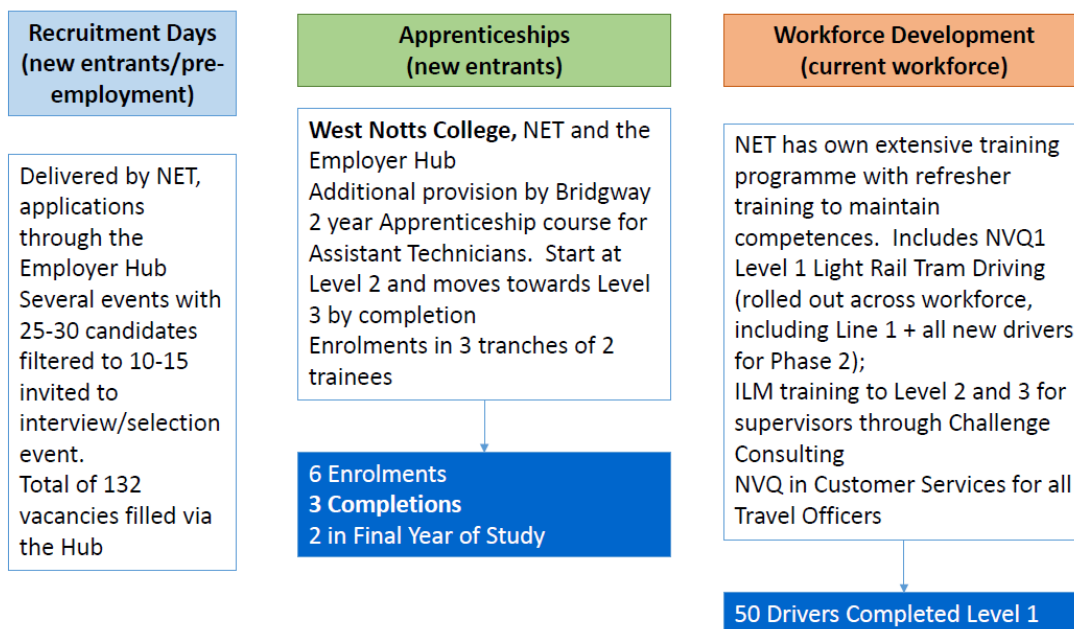 Recruitment Days
(new entrants/pre-
employment)
Delivered by NET,
applications
through the
Employer Hub
Several events with
25-30 candidates
filtered to 10-15
invited to
interview/selection
event.
Total of 132
vacancies filled via
the Hub
Apprenticeships
(new entrants)
West Notts College, NET and the
Employer Hub
Additional provision by Bridgway
2 year Apprenticeship course for
Assistant Technicians.  Start at
Level 2 and moves towards Level
3 by completion
Enrolments in 3 tranches of 2
trainees
6 Enrolments
3 Completions
2 in Final Year of Study
Workforce Development
(current workforce)
NET has own extensive training
programme with refresher
training to maintain
competences.  Includes NVQ1
Level 1 Light Rail Tram Driving
(rolled out across workforce,
including Line 1 + all new drivers
for Phase 2);
ILM training to Level 2 and 3 for
supervisors through Challenge
Consulting
NVQ in Customer Services for all
Travel Officers
50 Drivers Completed Level 1